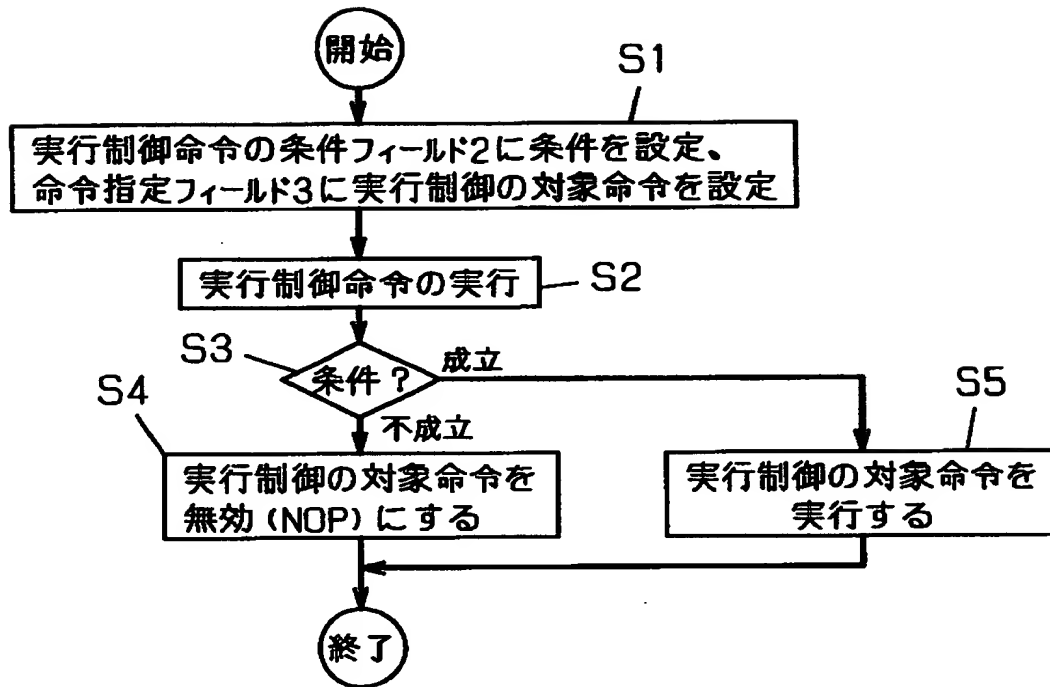 開始
S1
実行制御命令の条件フィールド2に条件を設定、
命令指定フィールド3に実行制御の対象命令を設定
実行制御命令の実行
S2
S3
条件?
成立
S4
不成立
S5
実行制御の対象命令を
無効(NOP)にする
実行制御の対象命令を
実行する
終了